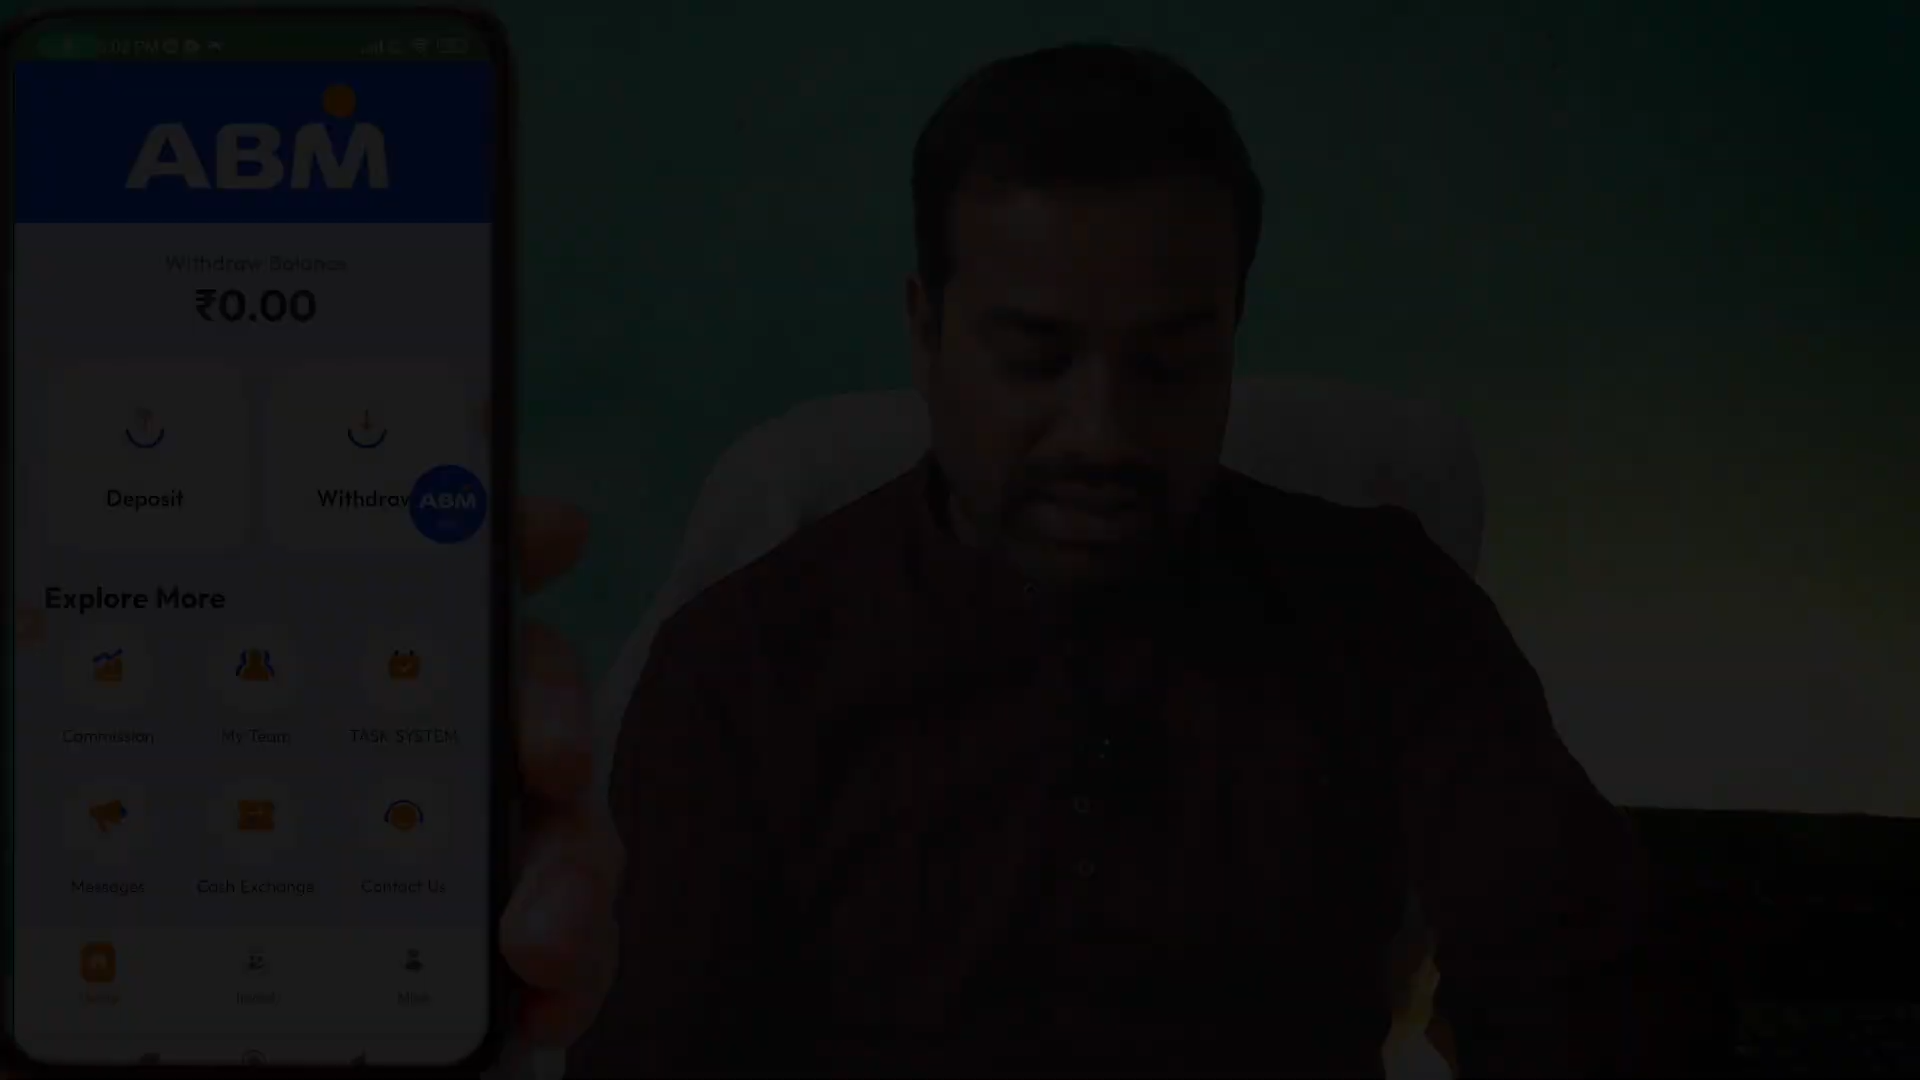 ABM
Withdraw Balance
₹0.00
Deposit
Withdraw
ABM
Explore More
Commission
My Team
TASK SYSTEM
Messages
Cash Exchange
Contact Us